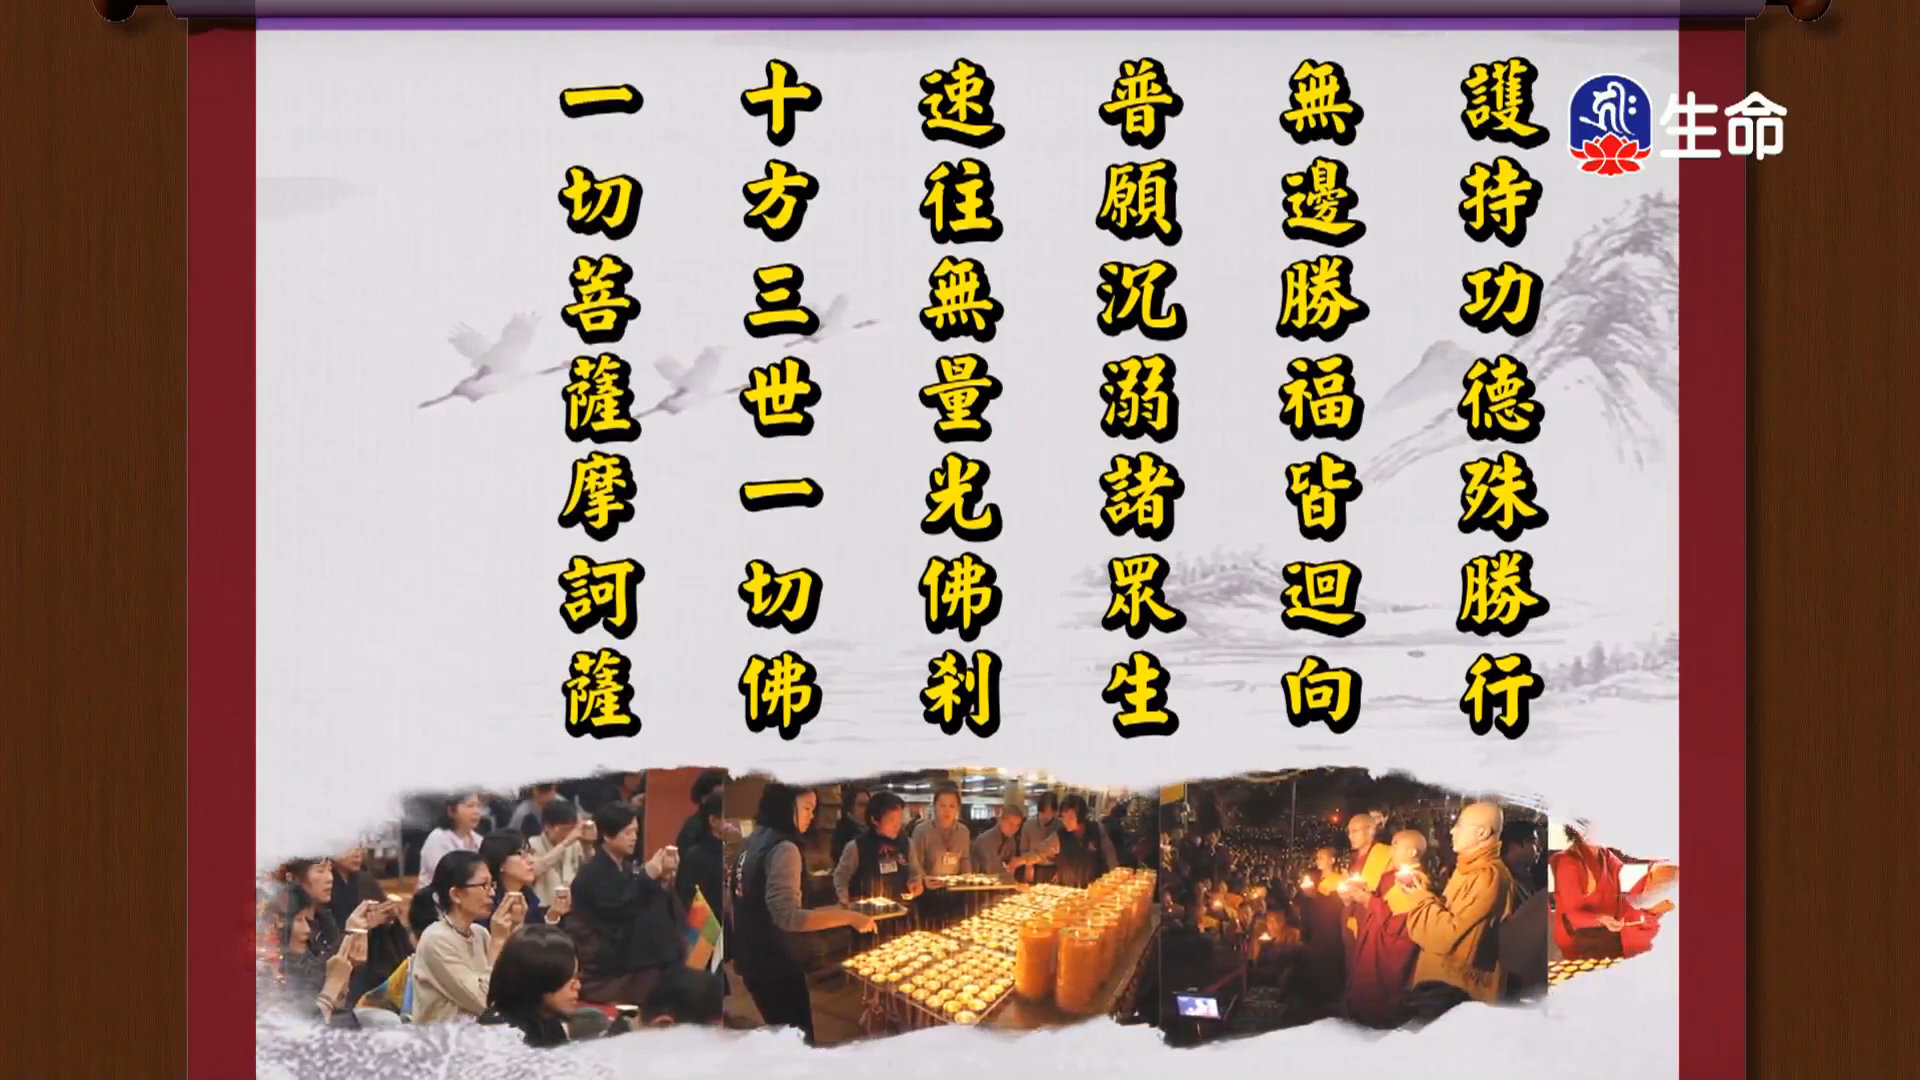 護持功德殊勝行
無邊勝福皆迴向
普願沉溺諸眾生
速往無量光佛剎
十方三世一切佛
一切菩薩摩訶薩
生命